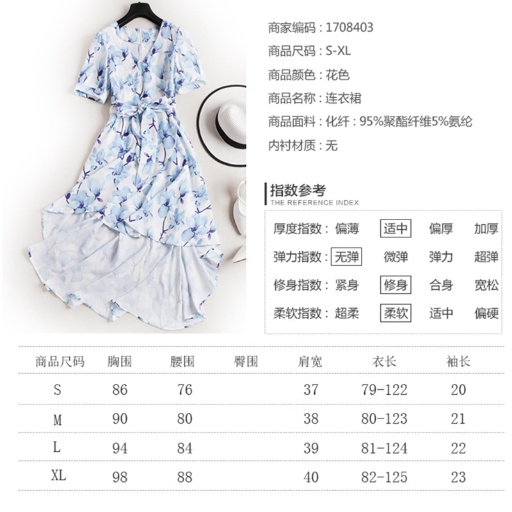 商家编码：1708403
商品尺码：S-XL
商品颜色：花色
商品名称：连衣裙
商品面料：化纤：95%聚酯纤维5%氨纶
内衬材质：无
指数参考
THE REFERENCE INDEX
厚度指数：偏薄 适中 偏厚 加厚
弹力指数：无弹 微弹 弹力 超弹
修身指数：紧身 修身 合身 宽松
柔软指数：超柔 柔软 适中 偏硬
商品尺码 胸围 腰围 臀围 肩宽 衣长 袖长
S 86 76 37 79-122 20
M 90 80 38 80-123 21
L 94 84 39 81-124 22
XL 98 88 40 82-125 23